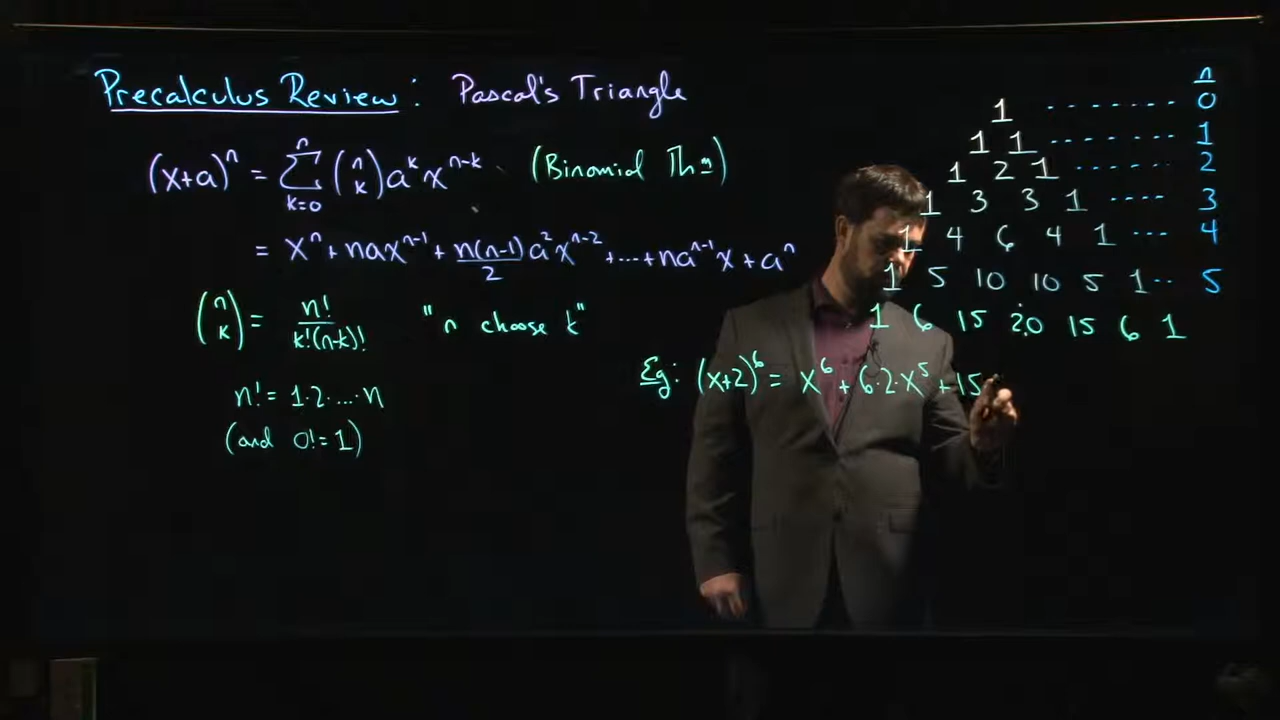 Precalculus Review: Pascal's Triangle
(x+a)^n = ∑_{k=0}^{n} (n k) a^k x^{n-k} (Binomial Thm)
= x^n + nax^{n-1} + n(n-1)/2 a^2 x^{n-2} + ... + na^{n-1}x + a^n
(n k) = n!/k!(n-k)! "n choose k"
n! = 1·2·...·n
(and 0! = 1)
n
1 ........ 0
1 1 ........ 1
1 2 1 ........ 2
1 3 3 1 .... 3
1 4 6 4 1 ... 4
1 5 10 10 5 1 .. 5
1 6 15 20 15 6 1
Eg: (x+2)^6 = x^6 + 6·2·x^5 + 15